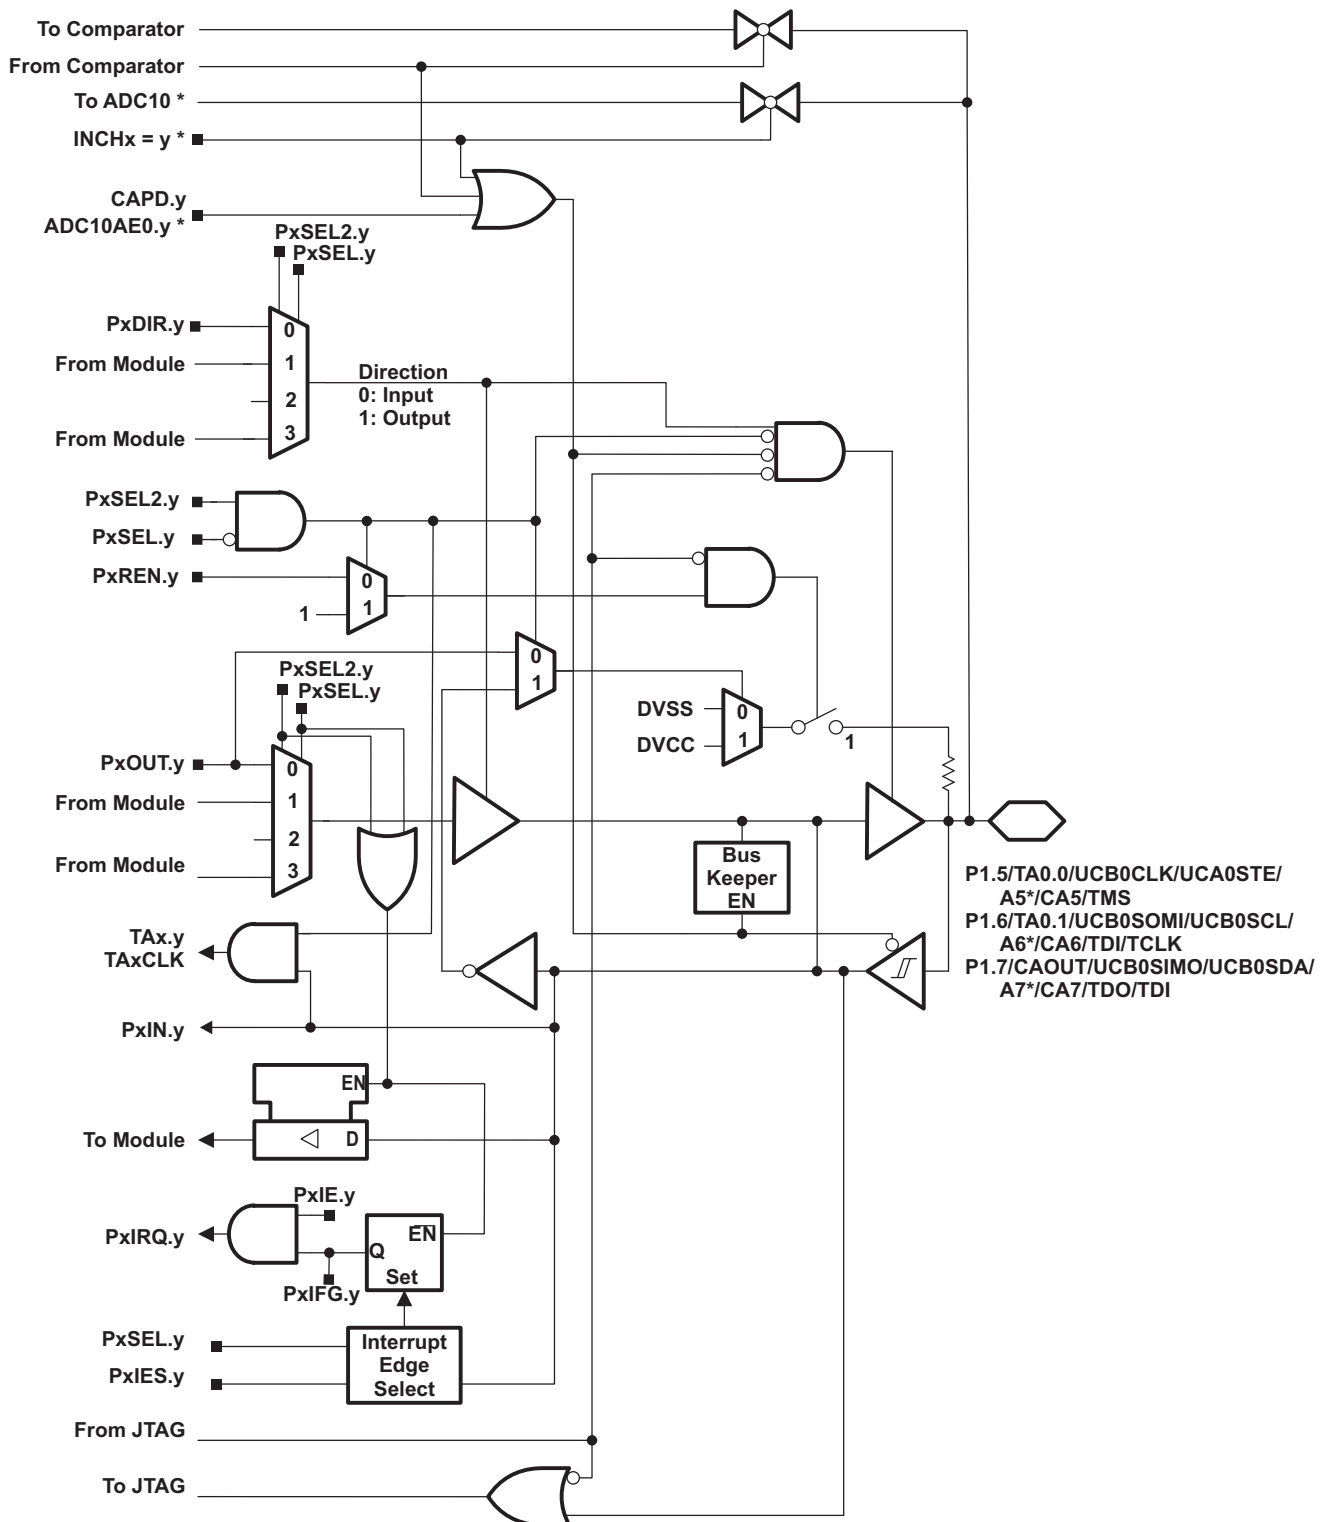 To Comparator
From Comparator
To ADC10 *
INCHx = y *
CAPD.y
ADC10AE0.y *
PxSEL2.y
PxSEL.y
PxDIR.y
0
From Module
1
2
From Module
3
Direction
0: Input
1: Output
PxSEL2.y
PxSEL.y
PxREN.y
0
1
1
0
1
PxSEL2.y
PxSEL.y
DVSS
0
DVCC
1
1
PxOUT.y
0
From Module
1
2
From Module
3
Bus
Keeper
EN
P1.5/TA0.0/UCB0CLK/UCA0STE/
A5*/CA5/TMS
P1.6/TA0.1/UCB0SOMI/UCB0SCL/
A6*/CA6/TDI/TCLK
P1.7/CAOUT/UCB0SIMO/UCB0SDA/
A7*/CA7/TDO/TDI
TAx.y
TAxCLK
PxIN.y
EN
To Module
D
PxIE.y
PxIRQ.y
EN
Q
Set
PxIFG.y
PxSEL.y
PxIES.y
Interrupt
Edge
Select
From JTAG
To JTAG